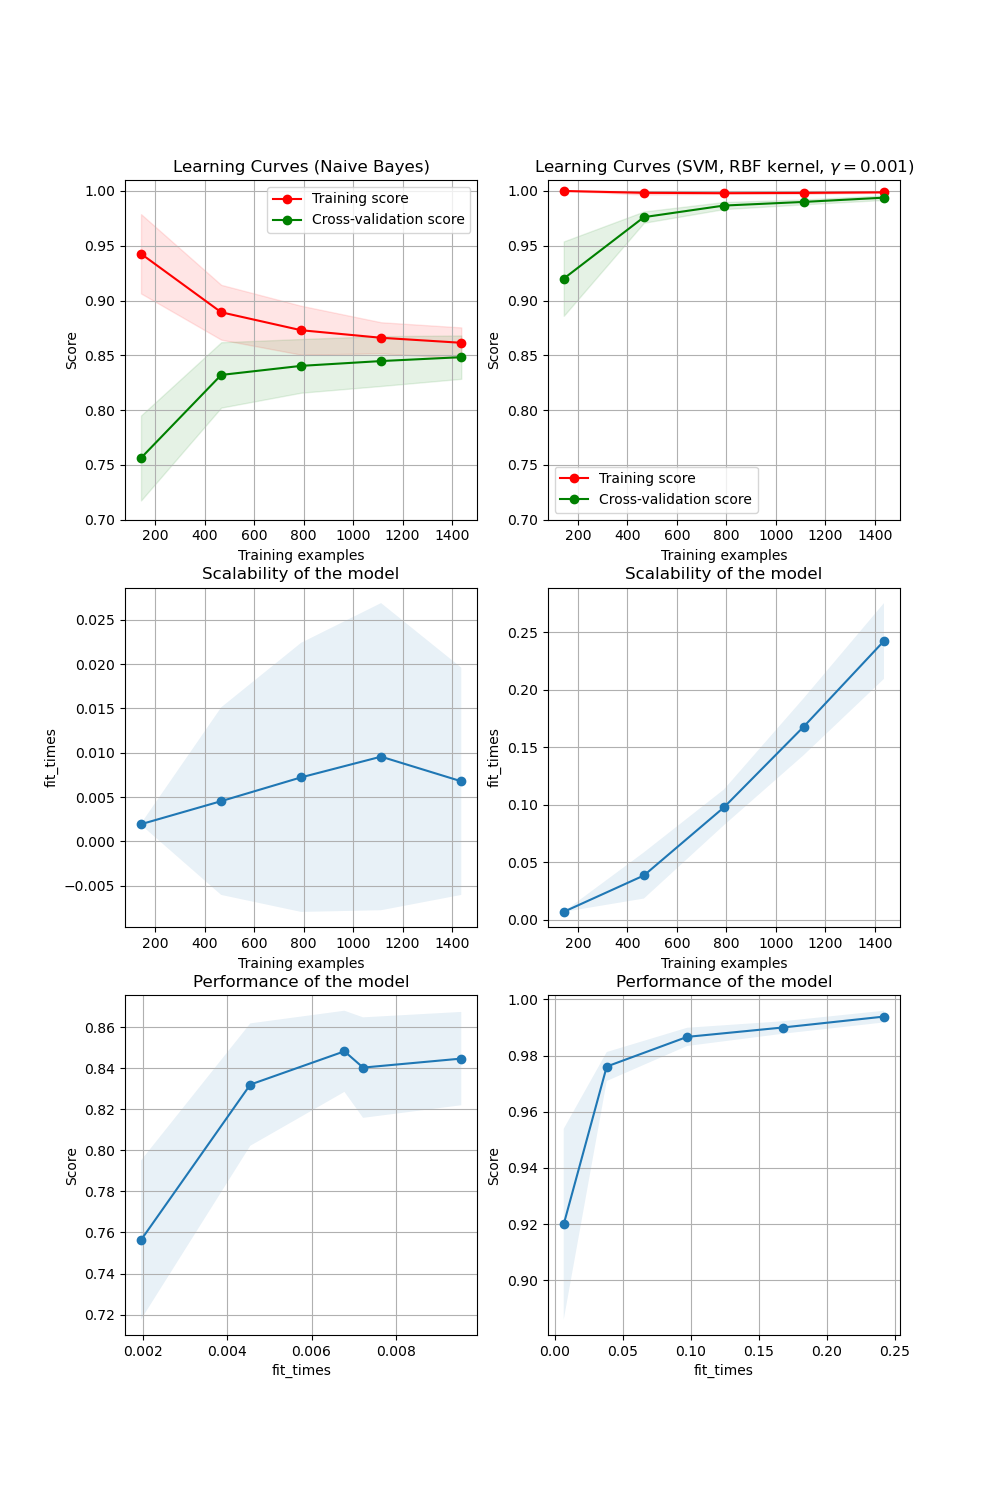 Learning Curves (Naive Bayes)
1.00
0.95
0.90
0.85
0.80
0.75
0.70
Score
Training score
Cross-validation score
200 400 600 800 1000 1200 1400
Training examples
Learning Curves (SVM, RBF kernel, γ = 0.001)
1.00
0.95
0.90
0.85
0.80
0.75
0.70
Score
Training score
Cross-validation score
200 400 600 800 1000 1200 1400
Training examples
Scalability of the model
0.025
0.020
0.015
0.010
0.005
0.000
−0.005
fit_times
200 400 600 800 1000 1200 1400
Training examples
Scalability of the model
0.25
0.20
0.15
0.10
0.05
0.00
fit_times
200 400 600 800 1000 1200 1400
Training examples
Performance of the model
0.86
0.84
0.82
0.80
0.78
0.76
0.74
0.72
Score
0.002 0.004 0.006 0.008
fit_times
Performance of the model
1.00
0.98
0.96
0.94
0.92
0.90
Score
0.00 0.05 0.10 0.15 0.20 0.25
fit_times